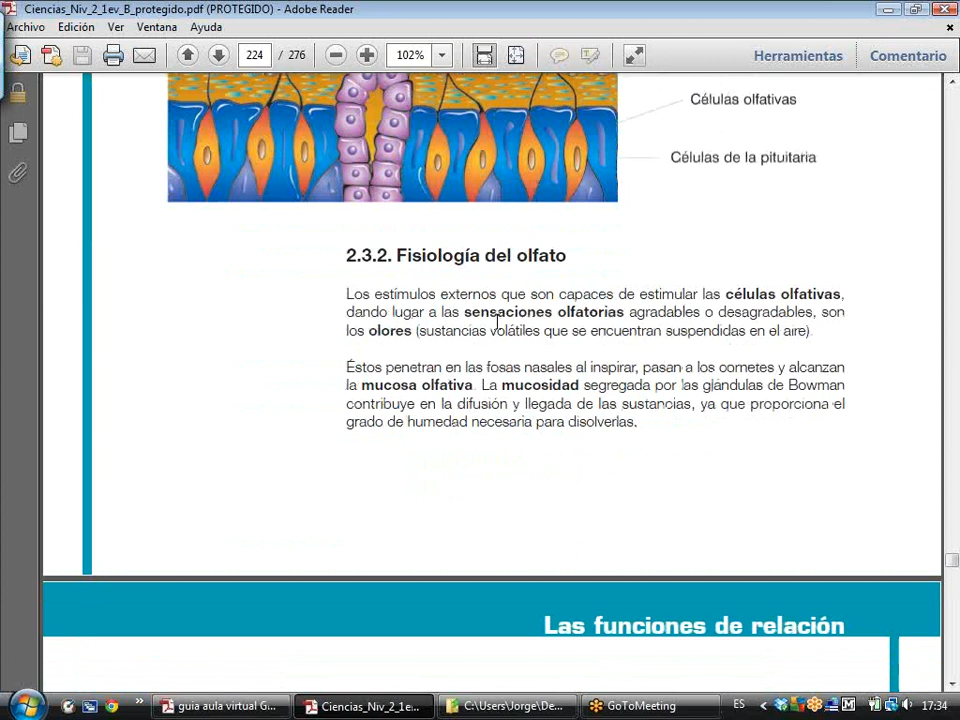 Ciencias_Niv_2_1ev_B_protegido.pdf (PROTEGIDO) - Adobe Reader
Archivo Edición Ver Ventana Ayuda
224 / 276 102% Herramientas Comentario
Células olfativas
Células de la pituitaria
2.3.2. Fisiología del olfato
Los estímulos externos que son capaces de estimular las células olfativas,
dando lugar a las sensaciones olfatorias agradables o desagradables, son
los olores (sustancias volátiles que se encuentran suspendidas en el aire).
Éstos penetran en las fosas nasales al inspirar, pasan a los cornetes y alcanzan
la mucosa olfativa. La mucosidad segregada por las glándulas de Bowman
contribuye en la difusión y llegada de las sustancias, ya que proporciona el
grado de humedad necesaria para disolverlas.
Las funciones de relación
guia aula virtual G... Ciencias_Niv_2_1e... C:\Users\Jorge\De... GoToMeeting ES 17:34